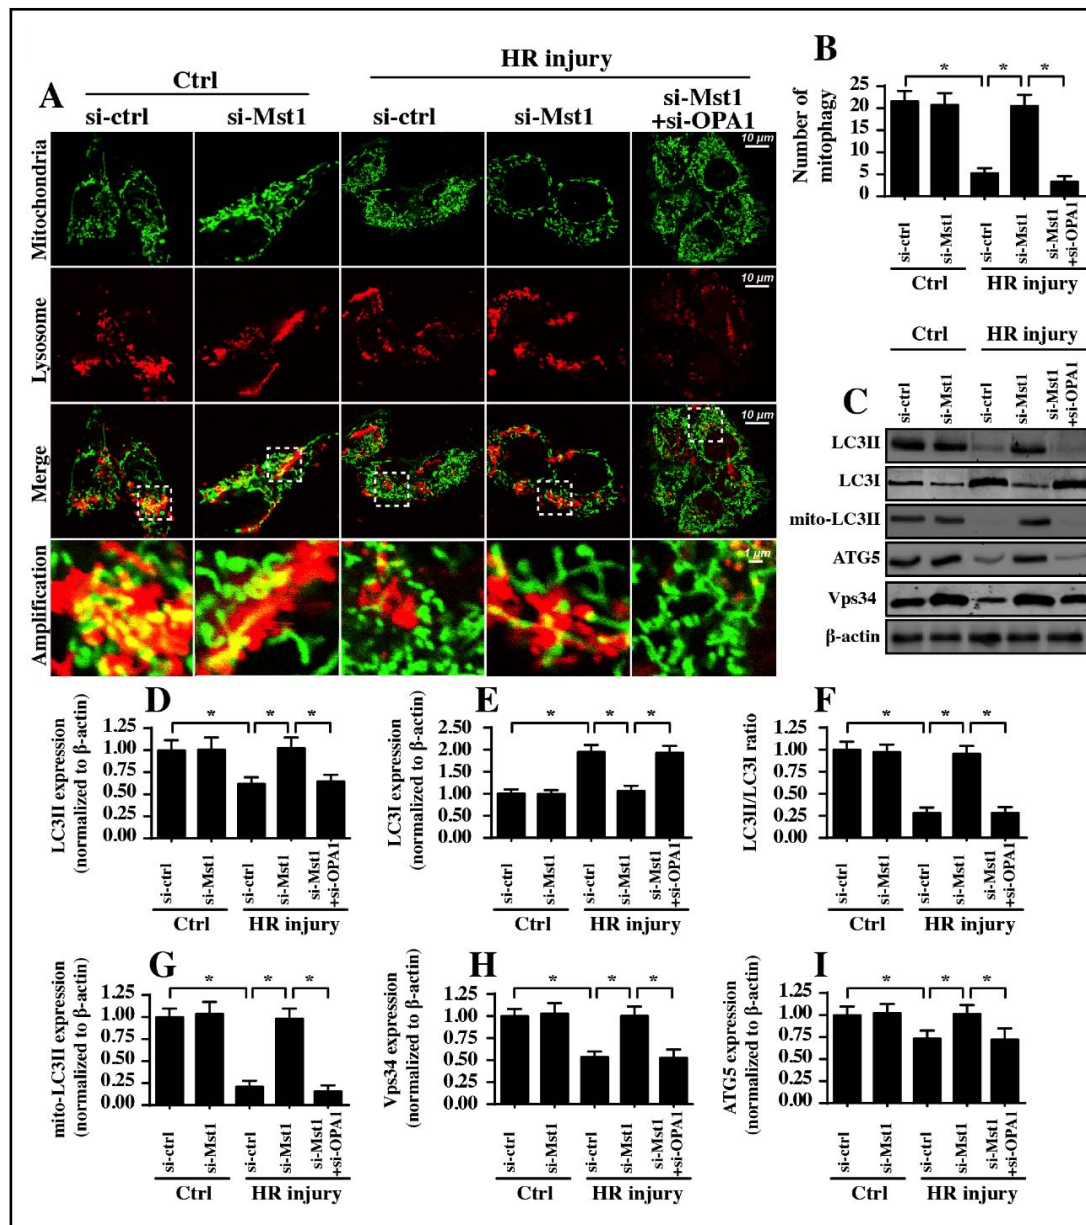 A
Ctrl
HR injury
si-ctrl
si-Mst1
si-ctrl
si-Mst1
si-Mst1
+si-OPA1
Mitochondria
10 µm
Lysosome
10 µm
Merge
10 µm
Amplification
1 µm
B
Number of
mitophagy
25
20
15
10
5
0
* * *
si-ctrl
si-Mst1
si-ctrl
si-Mst1
si-Mst1
+si-OPA1
Ctrl HR injury
C
Ctrl HR injury
si-ctrl
si-Mst1
si-ctrl
si-Mst1
si-Mst1
+si-OPA1
LC3II
LC3I
mito-LC3II
ATG5
Vps34
β-actin
D
LC3II expression
(normalized to β-actin)
1.25
1.00
0.75
0.50
0.25
0.00
* * *
si-ctrl
si-Mst1
si-ctrl
si-Mst1
si-Mst1
+si-OPA1
Ctrl HR injury
E
LC3I expression
(normalized to β-actin)
2.50
2.00
1.50
1.00
0.50
0.00
* * *
si-ctrl
si-Mst1
si-ctrl
si-Mst1
si-Mst1
+si-OPA1
Ctrl HR injury
F
LC3II/LC3I ratio
1.25
1.00
0.75
0.50
0.25
0.00
* * *
si-ctrl
si-Mst1
si-ctrl
si-Mst1
si-Mst1
+si-OPA1
Ctrl HR injury
G
mito-LC3II expression
(normalized to β-actin)
1.25
1.00
0.75
0.50
0.25
0.00
* * *
si-ctrl
si-Mst1
si-ctrl
si-Mst1
si-Mst1
+si-OPA1
Ctrl HR injury
H
Vps34 expression
(normalized to β-actin)
1.25
1.00
0.75
0.50
0.25
0.00
* * *
si-ctrl
si-Mst1
si-ctrl
si-Mst1
si-Mst1
+si-OPA1
Ctrl HR injury
I
ATG5 expression
(normalized to β-actin)
1.25
1.00
0.75
0.50
0.25
0.00
* * *
si-ctrl
si-Mst1
si-ctrl
si-Mst1
si-Mst1
+si-OPA1
Ctrl HR injury